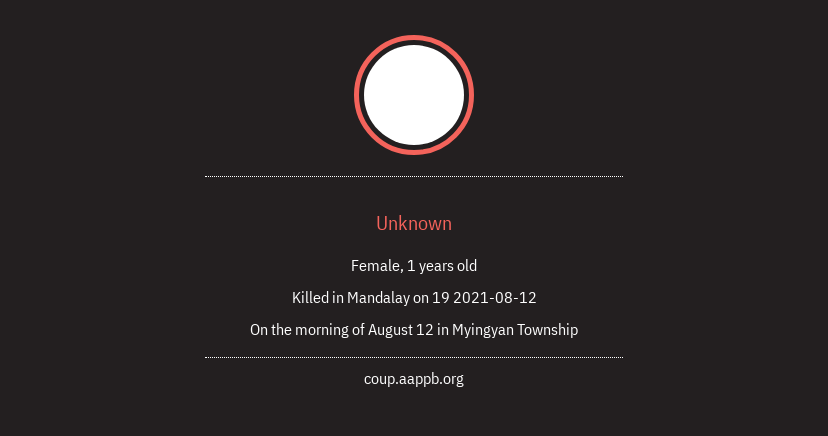 Unknown
Female, 1 years old
Killed in Mandalay on 19 2021-08-12
On the morning of August 12 in Myingyan Township
coup.aappb.org